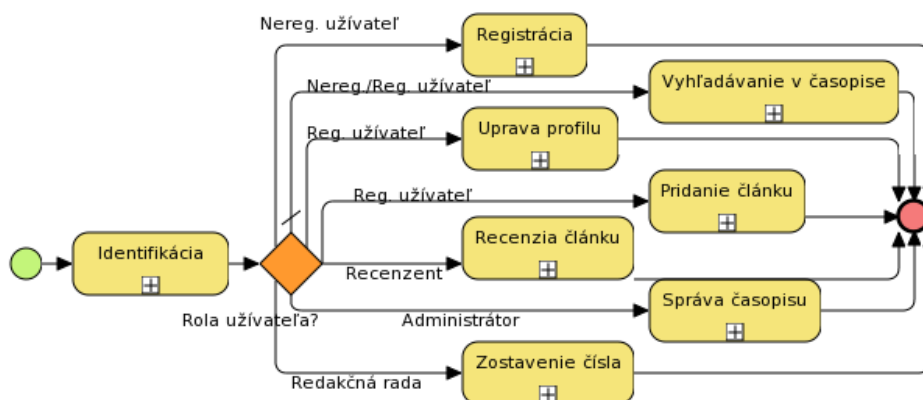 Nereg. užívateľ
Registrácia
Nereg./Reg. užívateľ
Vyhľadávanie v časopise
Reg. užívateľ
Uprava profilu
Reg. užívateľ
Pridanie článku
Identifikácia
Recenzia článku
Recenzent
Rola užívateľa?
Administrátor
Správa časopisu
Redakčná rada
Zostavenie čísla